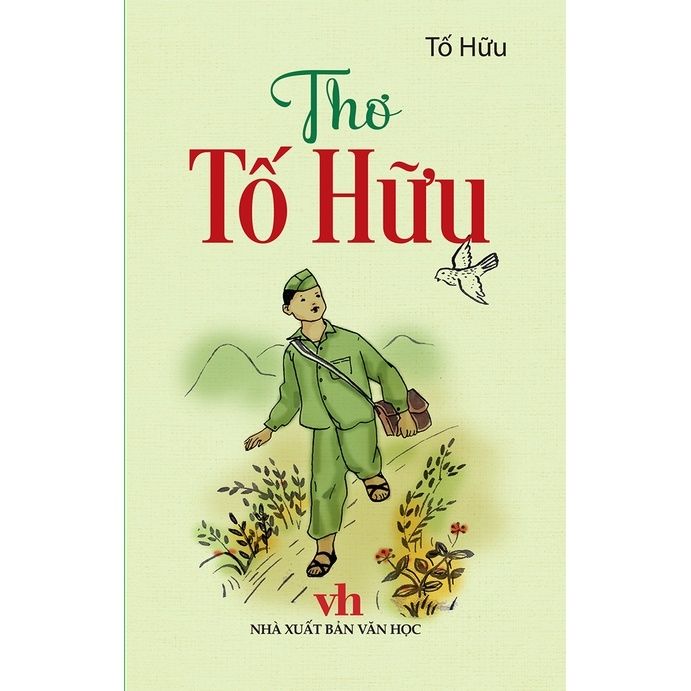 Tố Hữu
Thơ
Tố Hữu
vh
NHÀ XUẤT BẢN VĂN HỌC